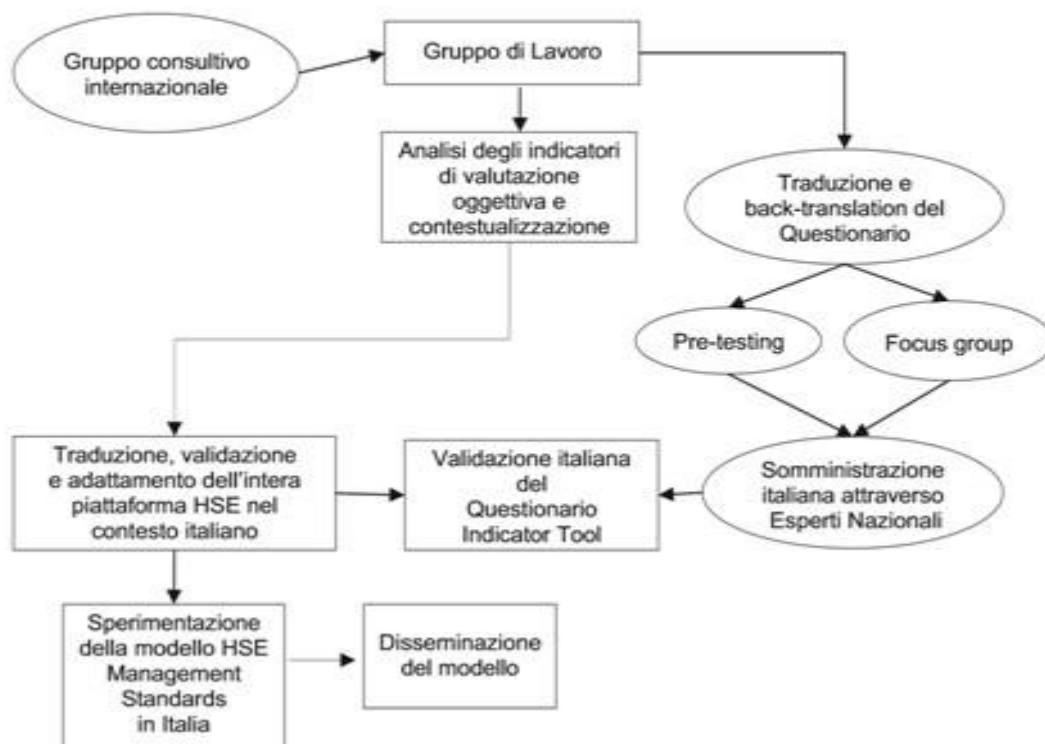 Gruppo consultivo
internazionale
Gruppo di Lavoro
Analisi degli indicatori
di valutazione
oggettiva e
contestualizzazione
Traduzione e
back-translation del
Questionario
Pre-testing
Focus group
Traduzione, validazione
e adattamento dell'intera
piattaforma HSE nel
contesto italiano
Validazione italiana
del
Questionario
Indicator Tool
Somministrazione
italiana attraverso
Esperti Nazionali
Sperimentazione
della modello HSE
Management
Standards
in Italia
Disseminazione
del modello